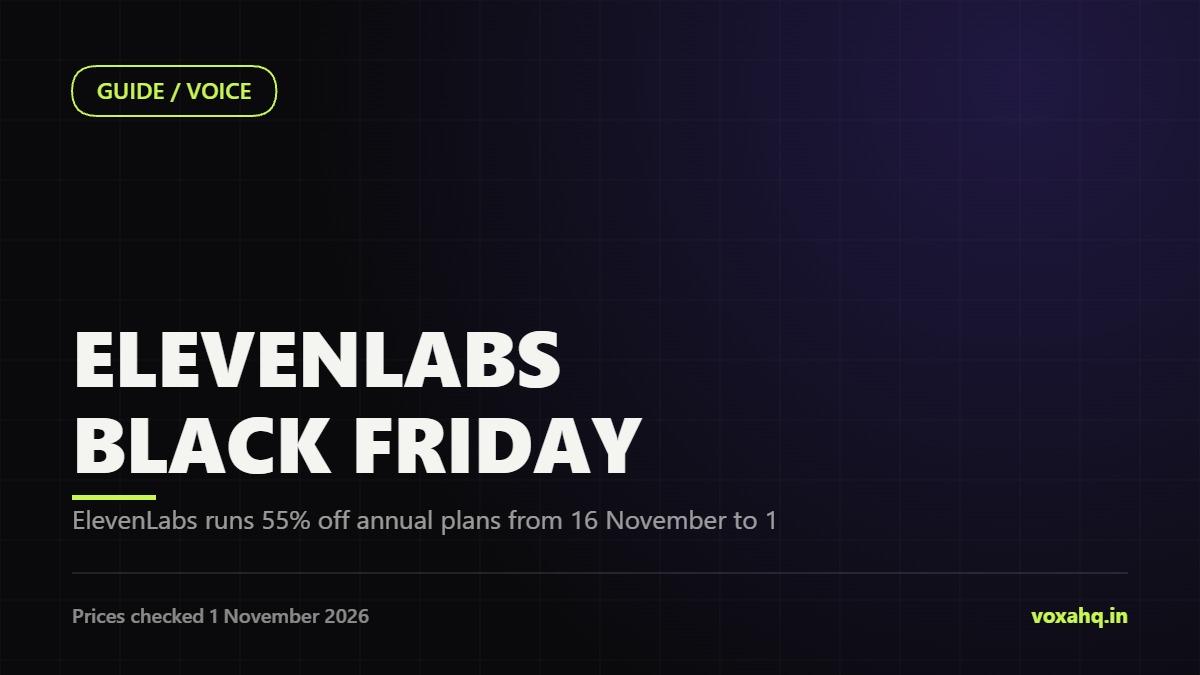 GUIDE / VOICE
ELEVENLABS
BLACK FRIDAY
ElevenLabs runs 55% off annual plans from 16 November to 1
Prices checked 1 November 2026
voxahq.in